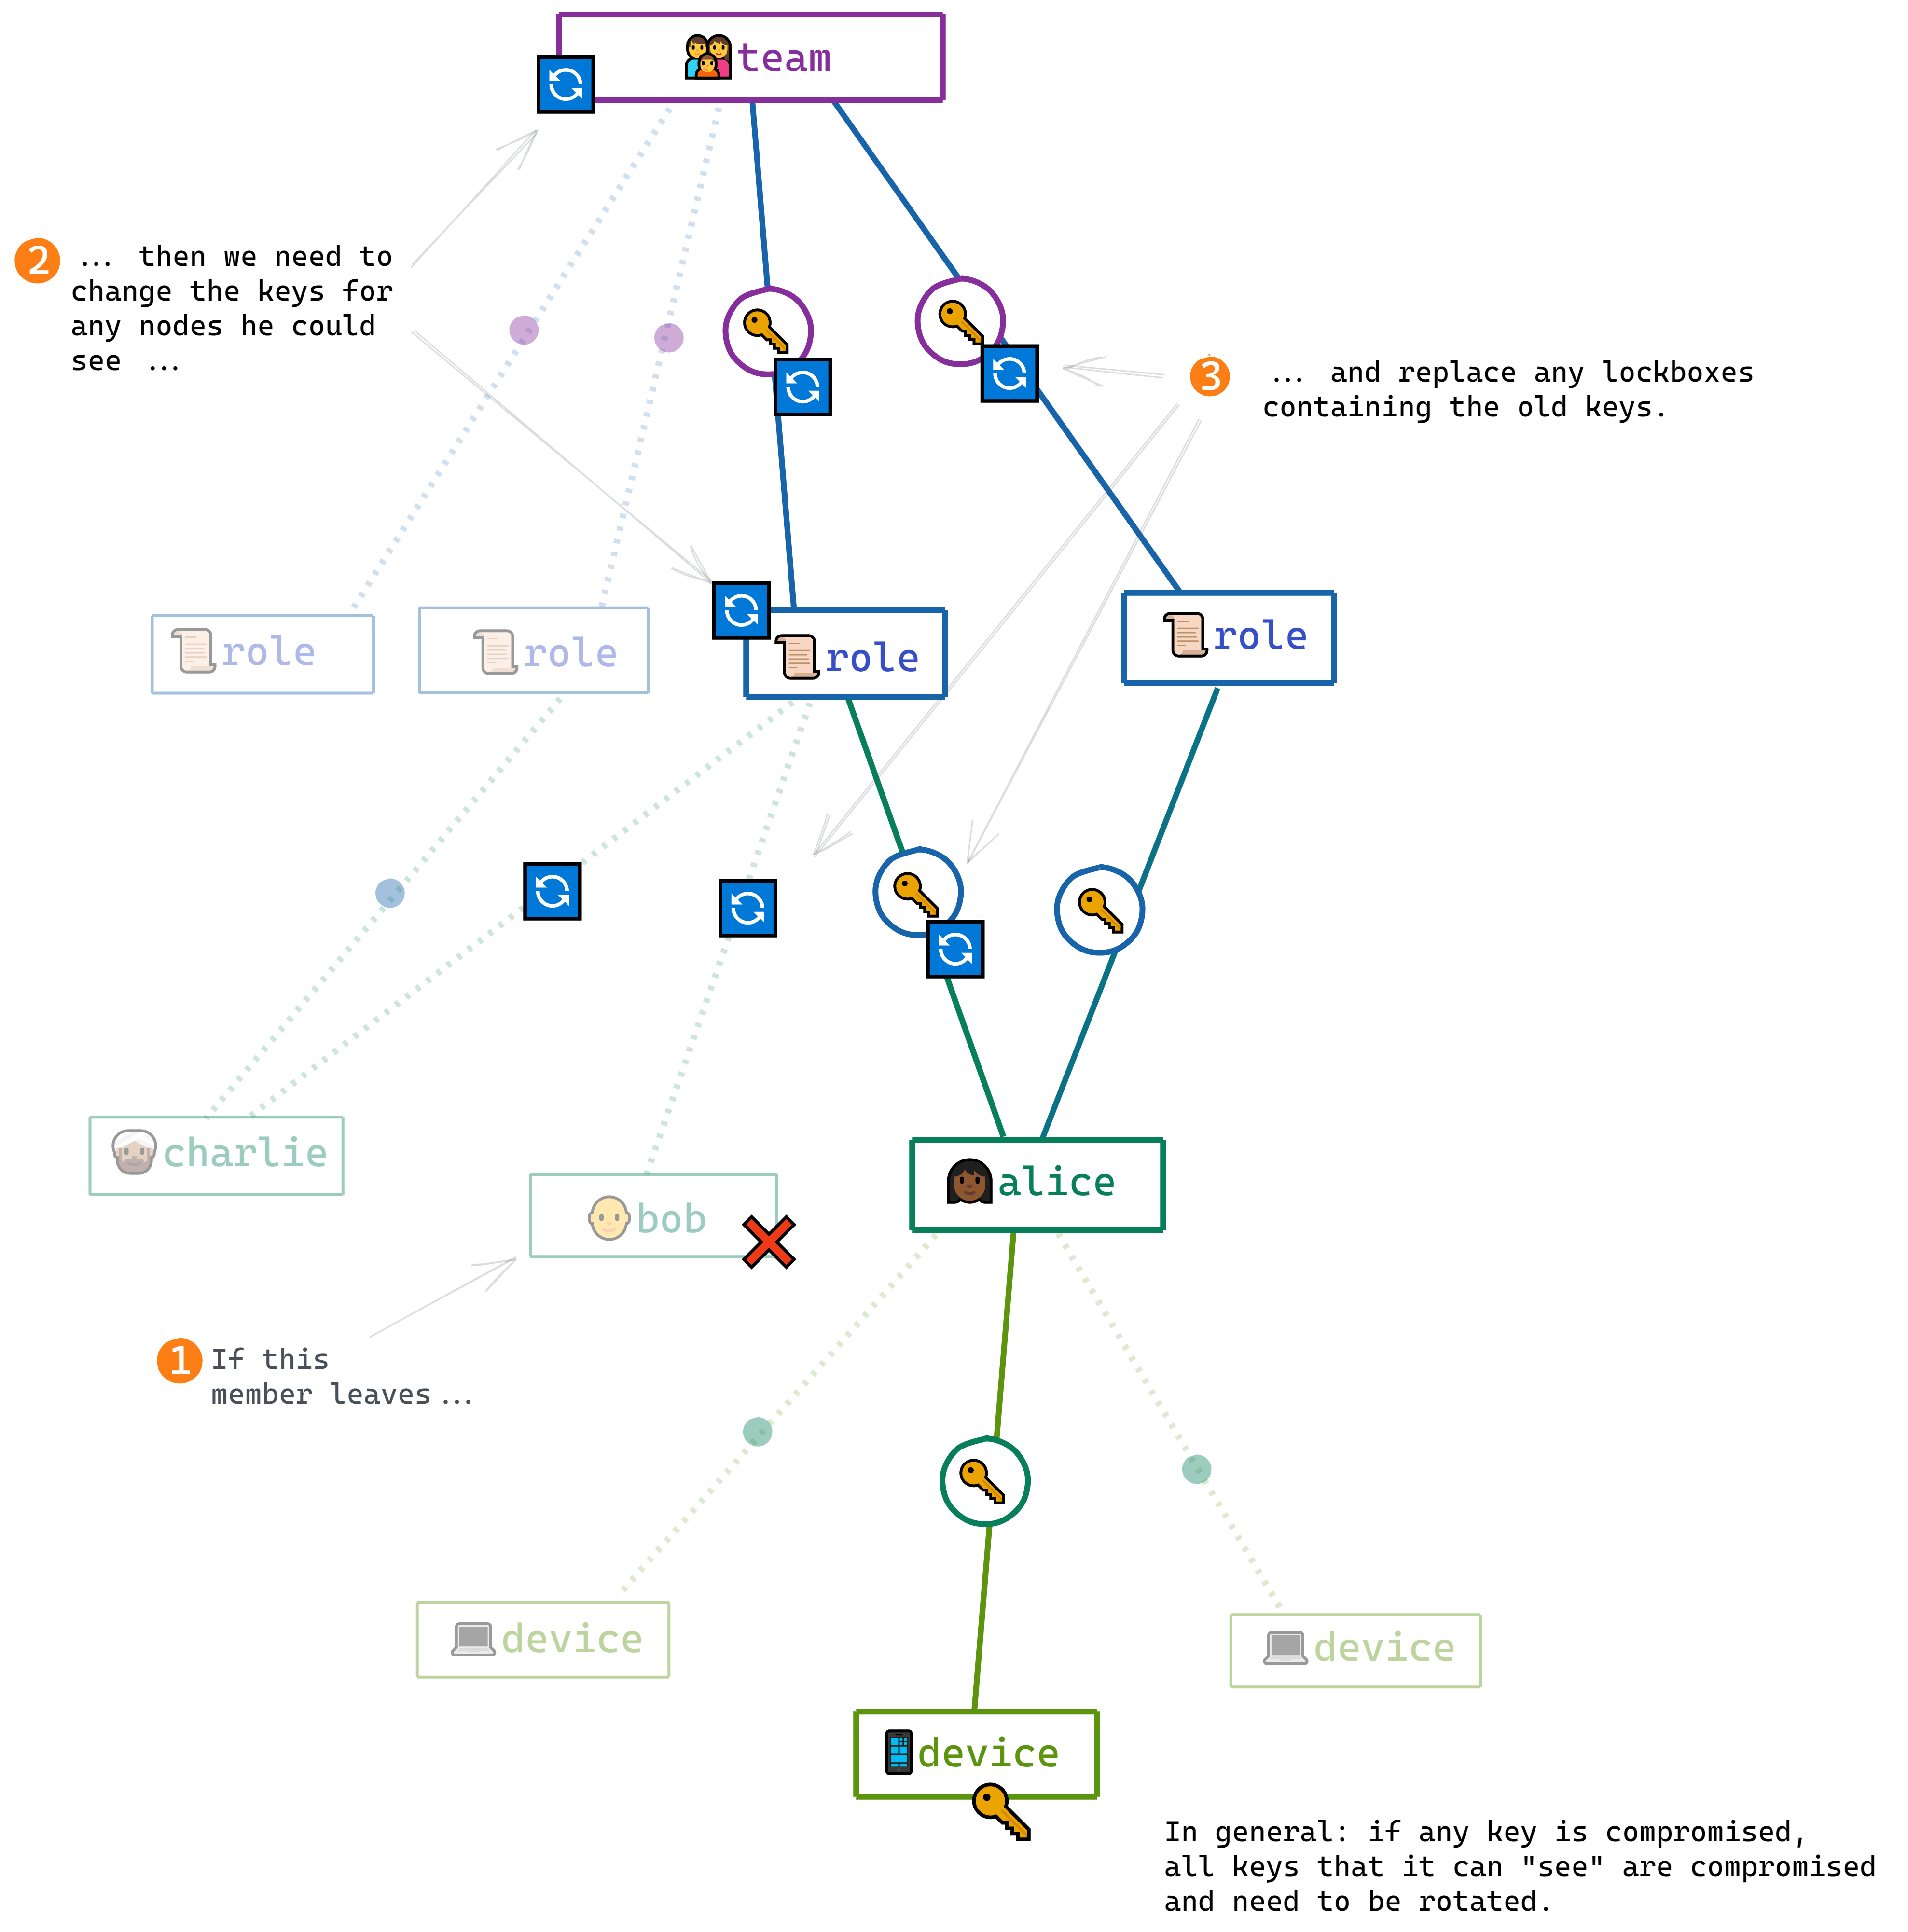 team
2
... then we need to
change the keys for
any nodes he could
see ...
3
... and replace any lockboxes
containing the old keys.
role
role
role
role
charlie
bob
alice
1
If this
member leaves...
device
device
device
In general: if any key is compromised,
all keys that it can "see" are compromised
and need to be rotated.